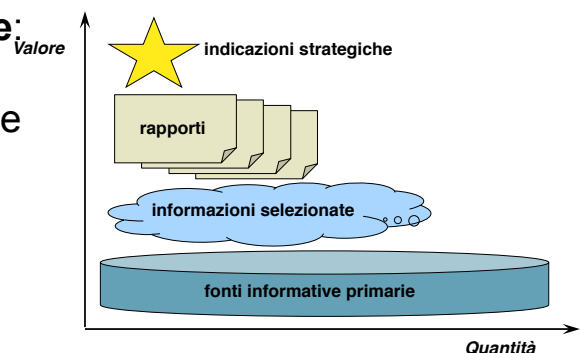 e:
Valore
indicazioni strategiche
e
rapporti
informazioni selezionate
fonti informative primarie
Quantità